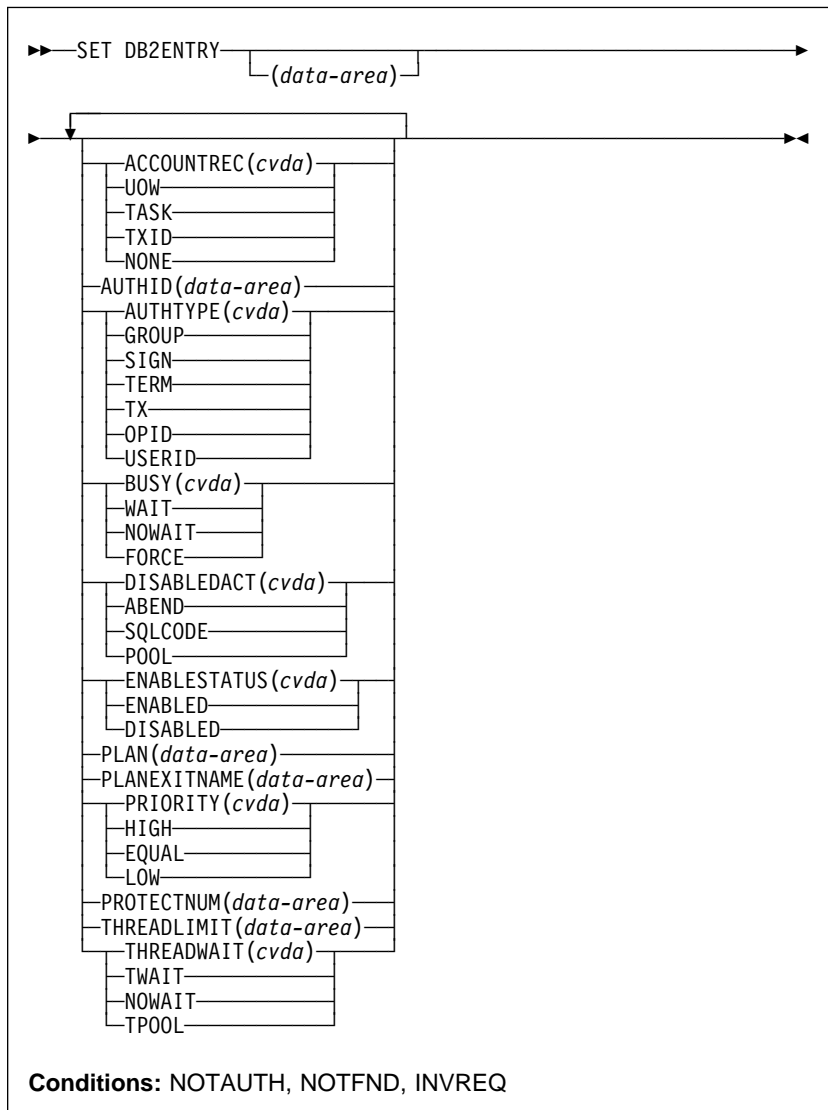 SET DB2ENTRY
(data-area)
ACCOUNTREC(cvda)
UOW
TASK
TXID
NONE
AUTHID(data-area)
AUTHTYPE(cvda)
GROUP
SIGN
TERM
TX
OPID
USERID
BUSY(cvda)
WAIT
NOWAIT
FORCE
DISABLEDACT(cvda)
ABEND
SQLCODE
POOL
ENABLESTATUS(cvda)
ENABLED
DISABLED
PLAN(data-area)
PLANEXITNAME(data-area)
PRIORITY(cvda)
HIGH
EQUAL
LOW
PROTECTNUM(data-area)
THREADLIMIT(data-area)
THREADWAIT(cvda)
TWAIT
NOWAIT
TPOOL
Conditions: NOTAUTH, NOTFND, INVREQ